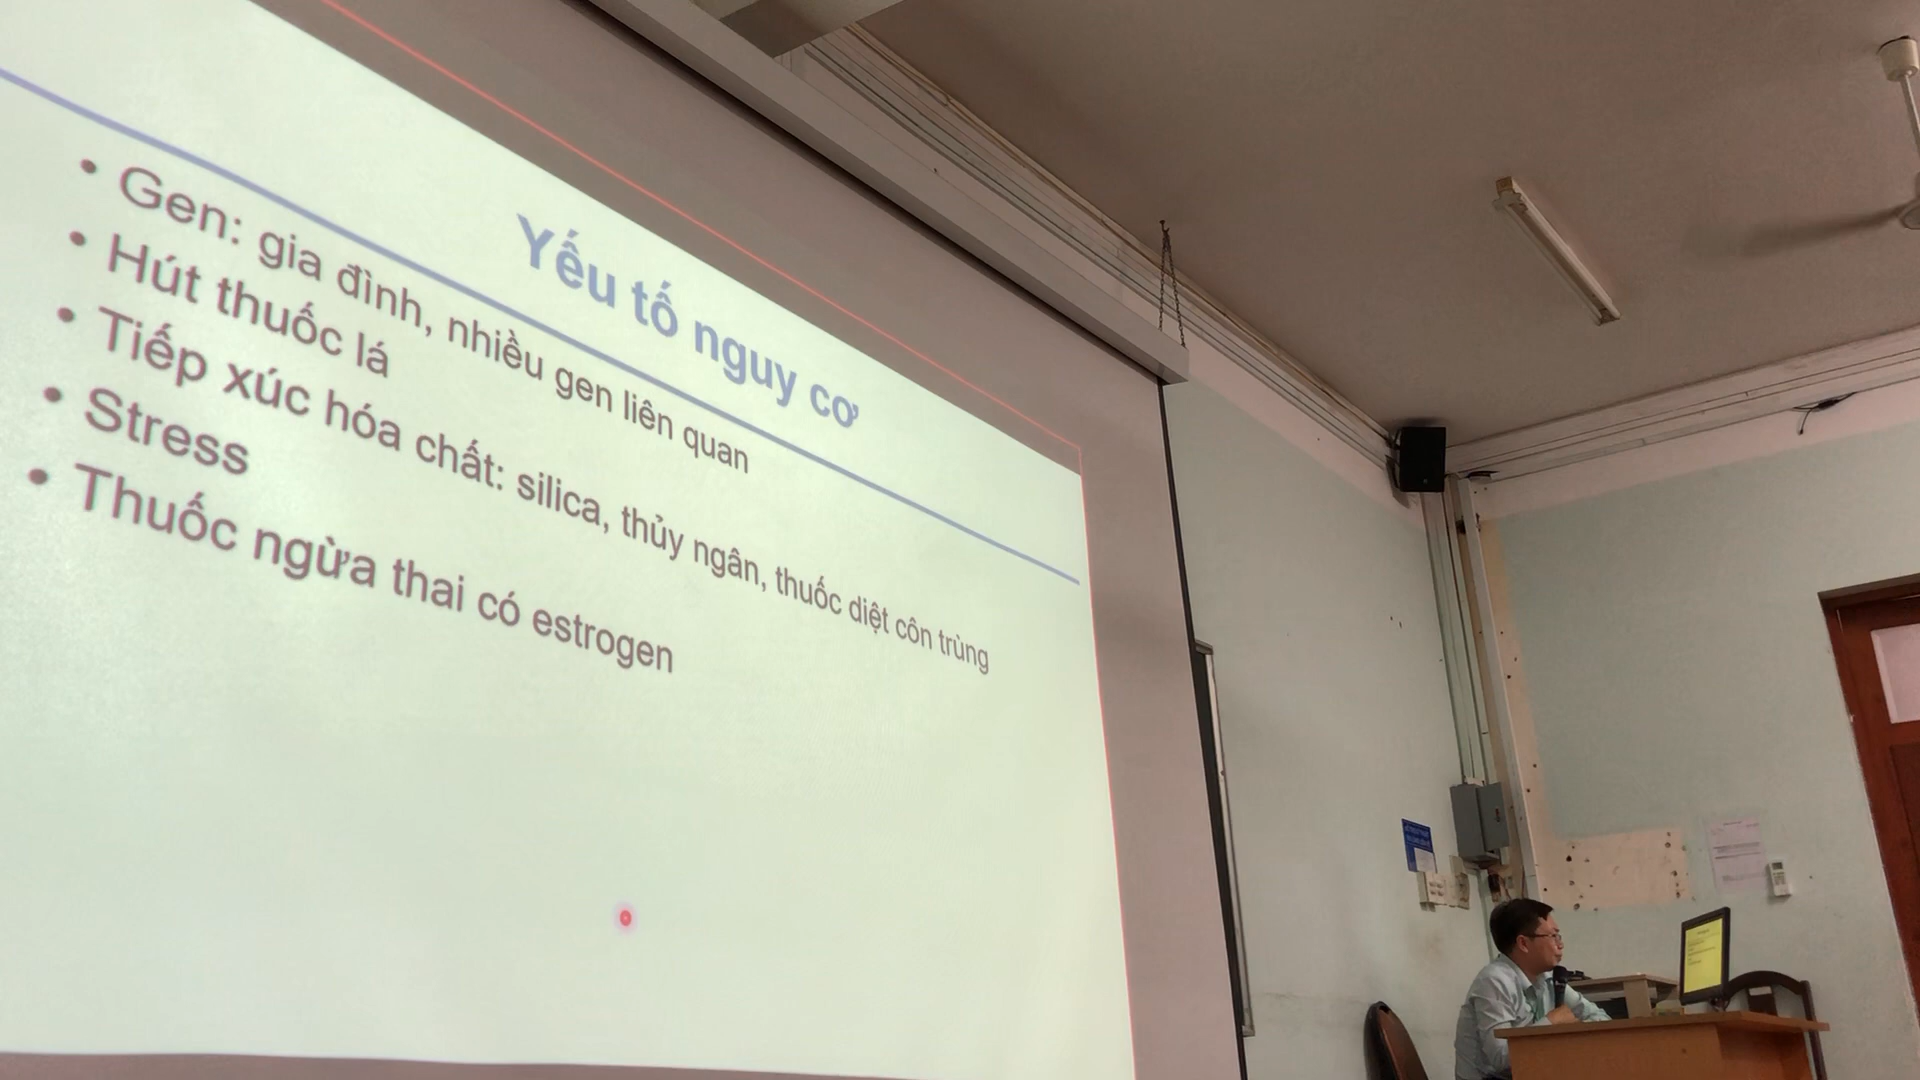 Yếu tố nguy cơ
• Gen: gia đình, nhiều gen liên quan
• Hút thuốc lá
• Tiếp xúc hóa chất: silica, thủy ngân, thuốc diệt côn trùng
• Stress
• Thuốc ngừa thai có estrogen